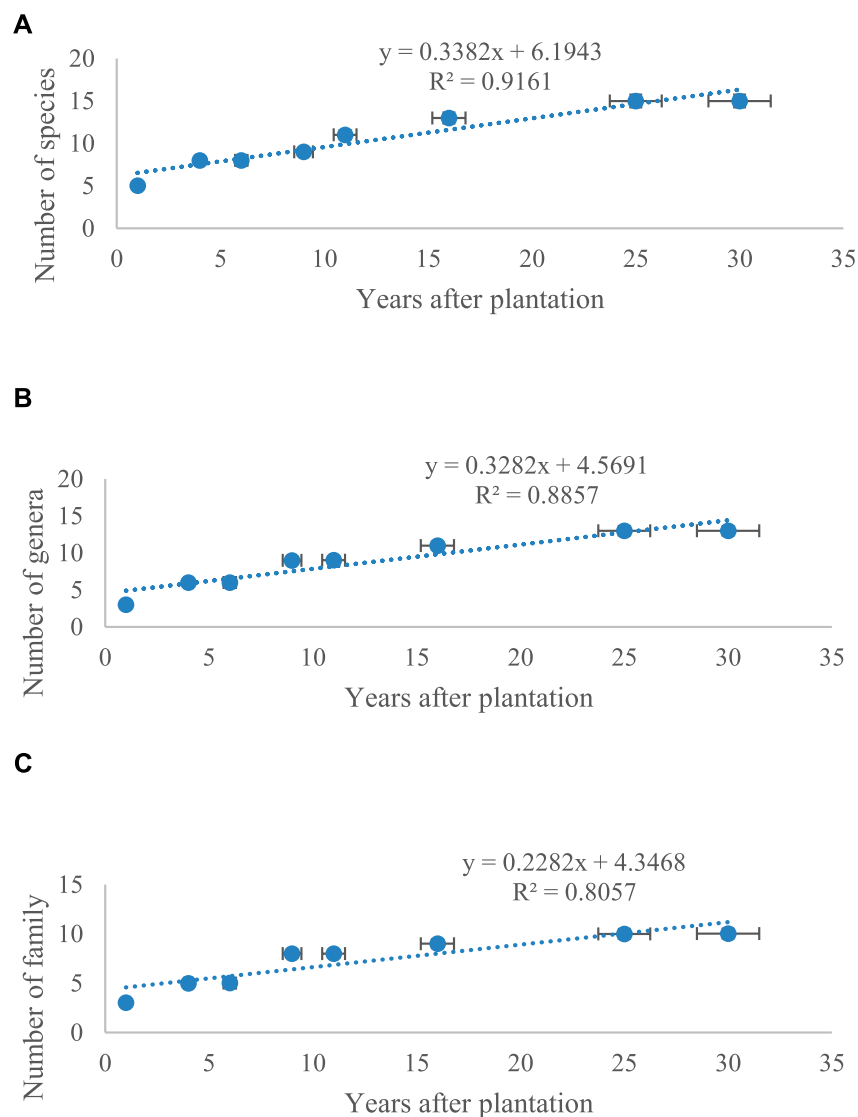 A
y = 0.3382x + 6.1943
R² = 0.9161
Number of species
20
15
10
5
0
0 5 10 15 20 25 30 35
Years after plantation
B
y = 0.3282x + 4.5691
R² = 0.8857
Number of genera
20
15
10
5
0
0 5 10 15 20 25 30 35
Years after plantation
C
y = 0.2282x + 4.3468
R² = 0.8057
Number of family
15
10
5
0
0 5 10 15 20 25 30 35
Years after plantation